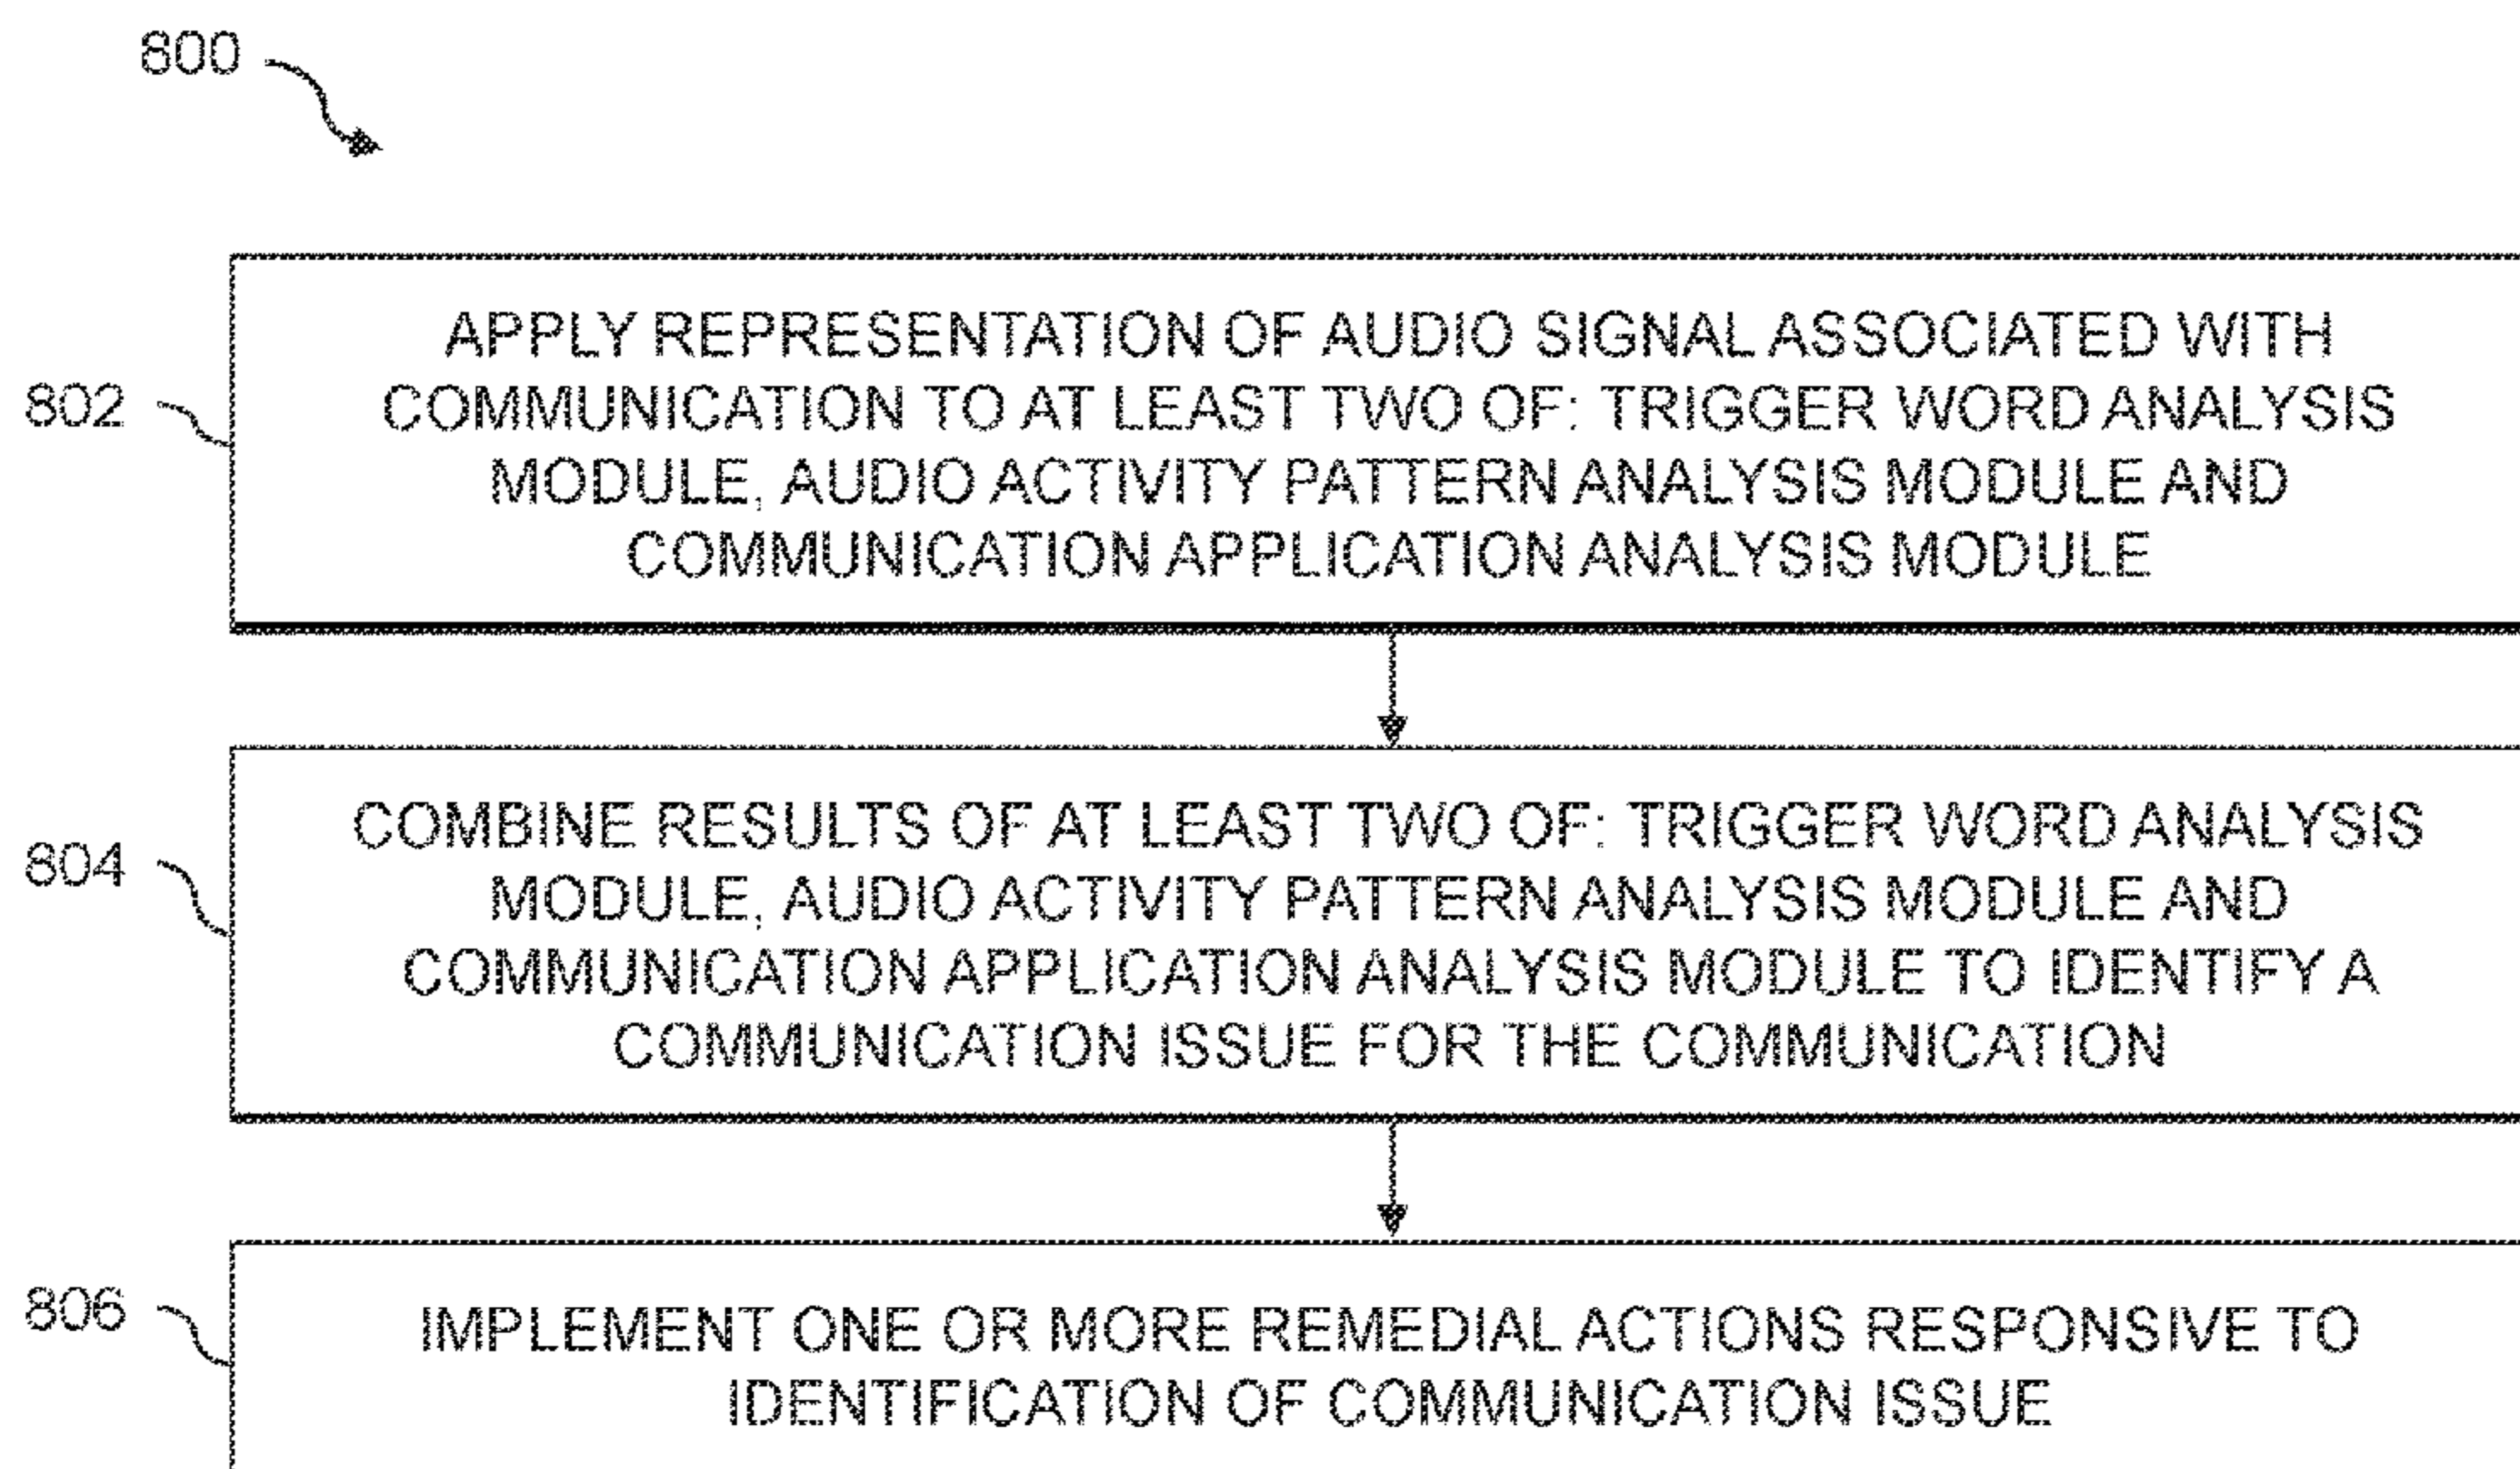 800
802
APPLY REPRESENTATION OF AUDIO SIGNAL ASSOCIATED WITH
COMMUNICATION TO AT LEAST TWO OF: TRIGGER WORD ANALYSIS
MODULE, AUDIO ACTIVITY PATTERN ANALYSIS MODULE AND
COMMUNICATION APPLICATION ANALYSIS MODULE
804
COMBINE RESULTS OF AT LEAST TWO OF: TRIGGER WORD ANALYSIS
MODULE, AUDIO ACTIVITY PATTERN ANALYSIS MODULE AND
COMMUNICATION APPLICATION ANALYSIS MODULE TO IDENTIFY A
COMMUNICATION ISSUE FOR THE COMMUNICATION
806
IMPLEMENT ONE OR MORE REMEDIAL ACTIONS RESPONSIVE TO
IDENTIFICATION OF COMMUNICATION ISSUE